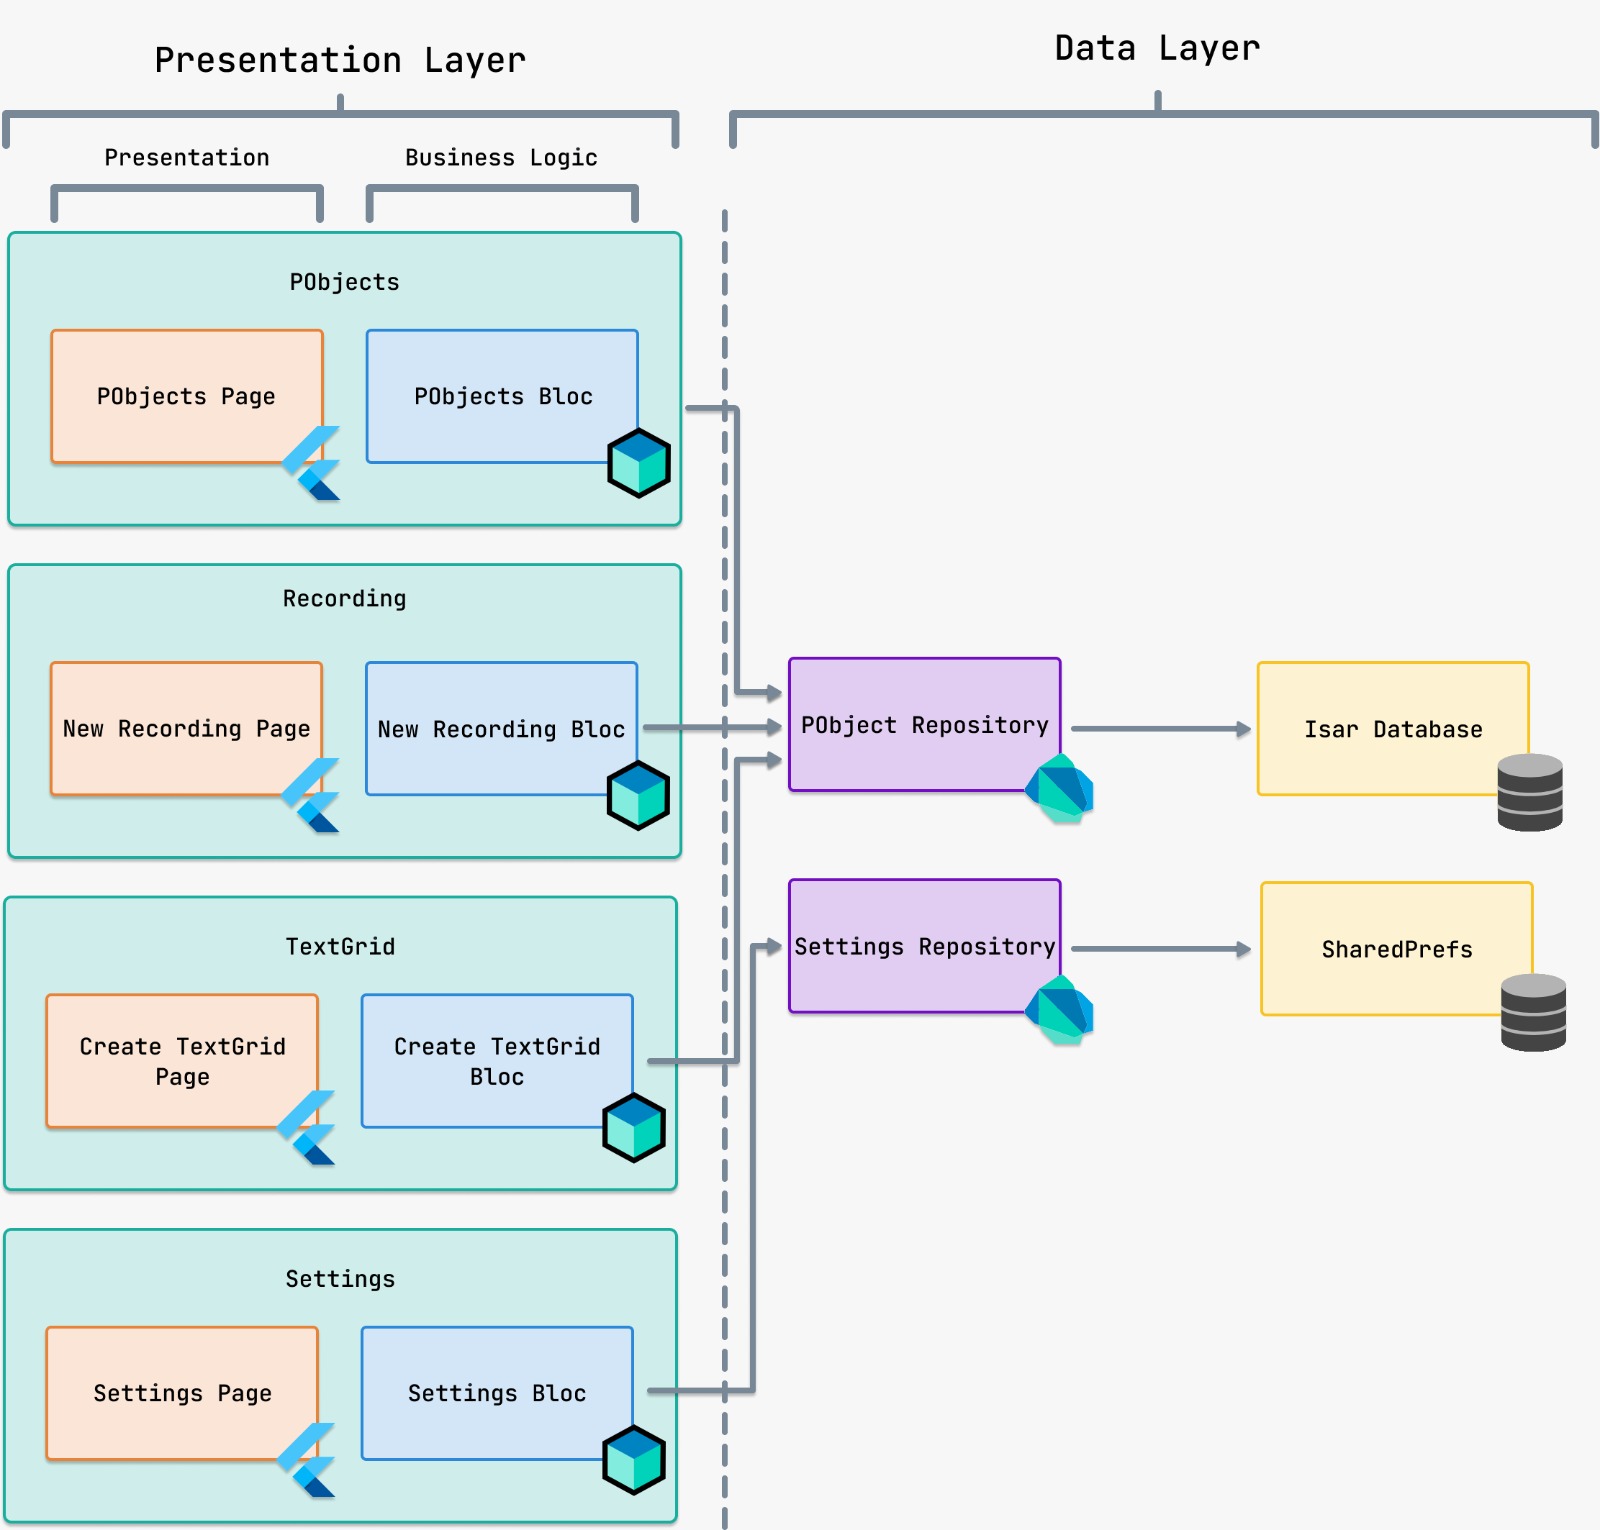 Presentation Layer
Data Layer
Presentation
Business Logic
PObjects
PObjects Page
PObjects Bloc
Recording
New Recording Page
New Recording Bloc
PObject Repository
Isar Database
TextGrid
Create TextGrid
Page
Create TextGrid
Bloc
Settings Repository
SharedPrefs
Settings
Settings Page
Settings Bloc